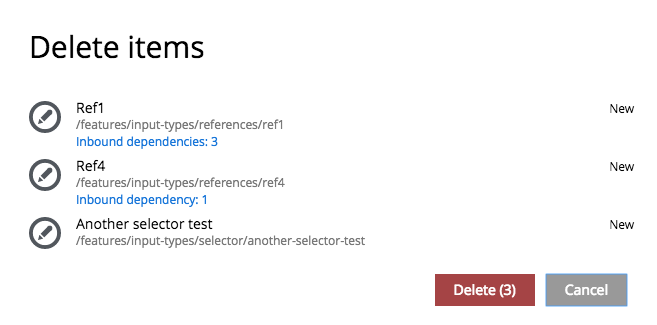 Delete items
Ref1
New
/features/input-types/references/ref1
Inbound dependencies: 3
Ref4
New
/features/input-types/references/ref4
Inbound dependency: 1
Another selector test
New
/features/input-types/selector/another-selector-test
Delete (3)
Cancel